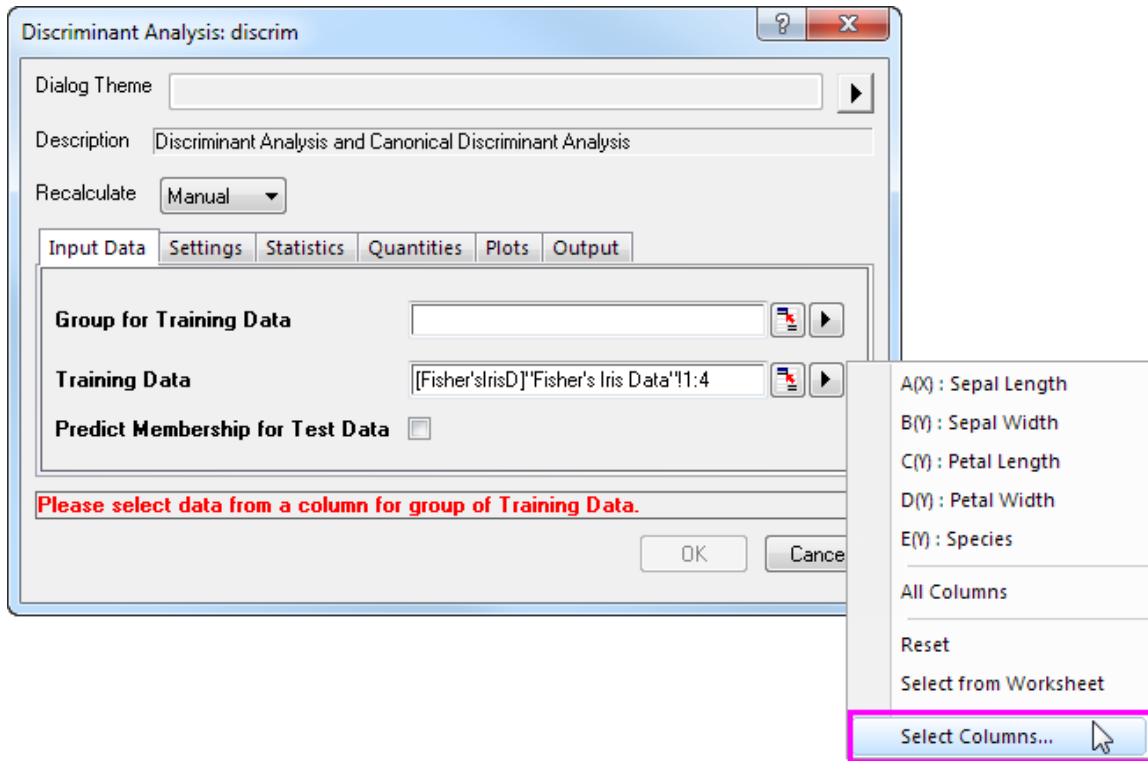 Discriminant Analysis: discrim
Dialog Theme
Description Discriminant Analysis and Canonical Discriminant Analysis
Recalculate Manual
Input Data Settings Statistics Quantities Plots Output
Group for Training Data
Training Data [Fisher'sIrisD]"Fisher's Iris Data"!1:4
Predict Membership for Test Data
Please select data from a column for group of Training Data.
OK Cance
A(X) : Sepal Length
B(Y) : Sepal Width
C(Y) : Petal Length
D(Y) : Petal Width
E(Y) : Species
All Columns
Reset
Select from Worksheet
Select Columns...